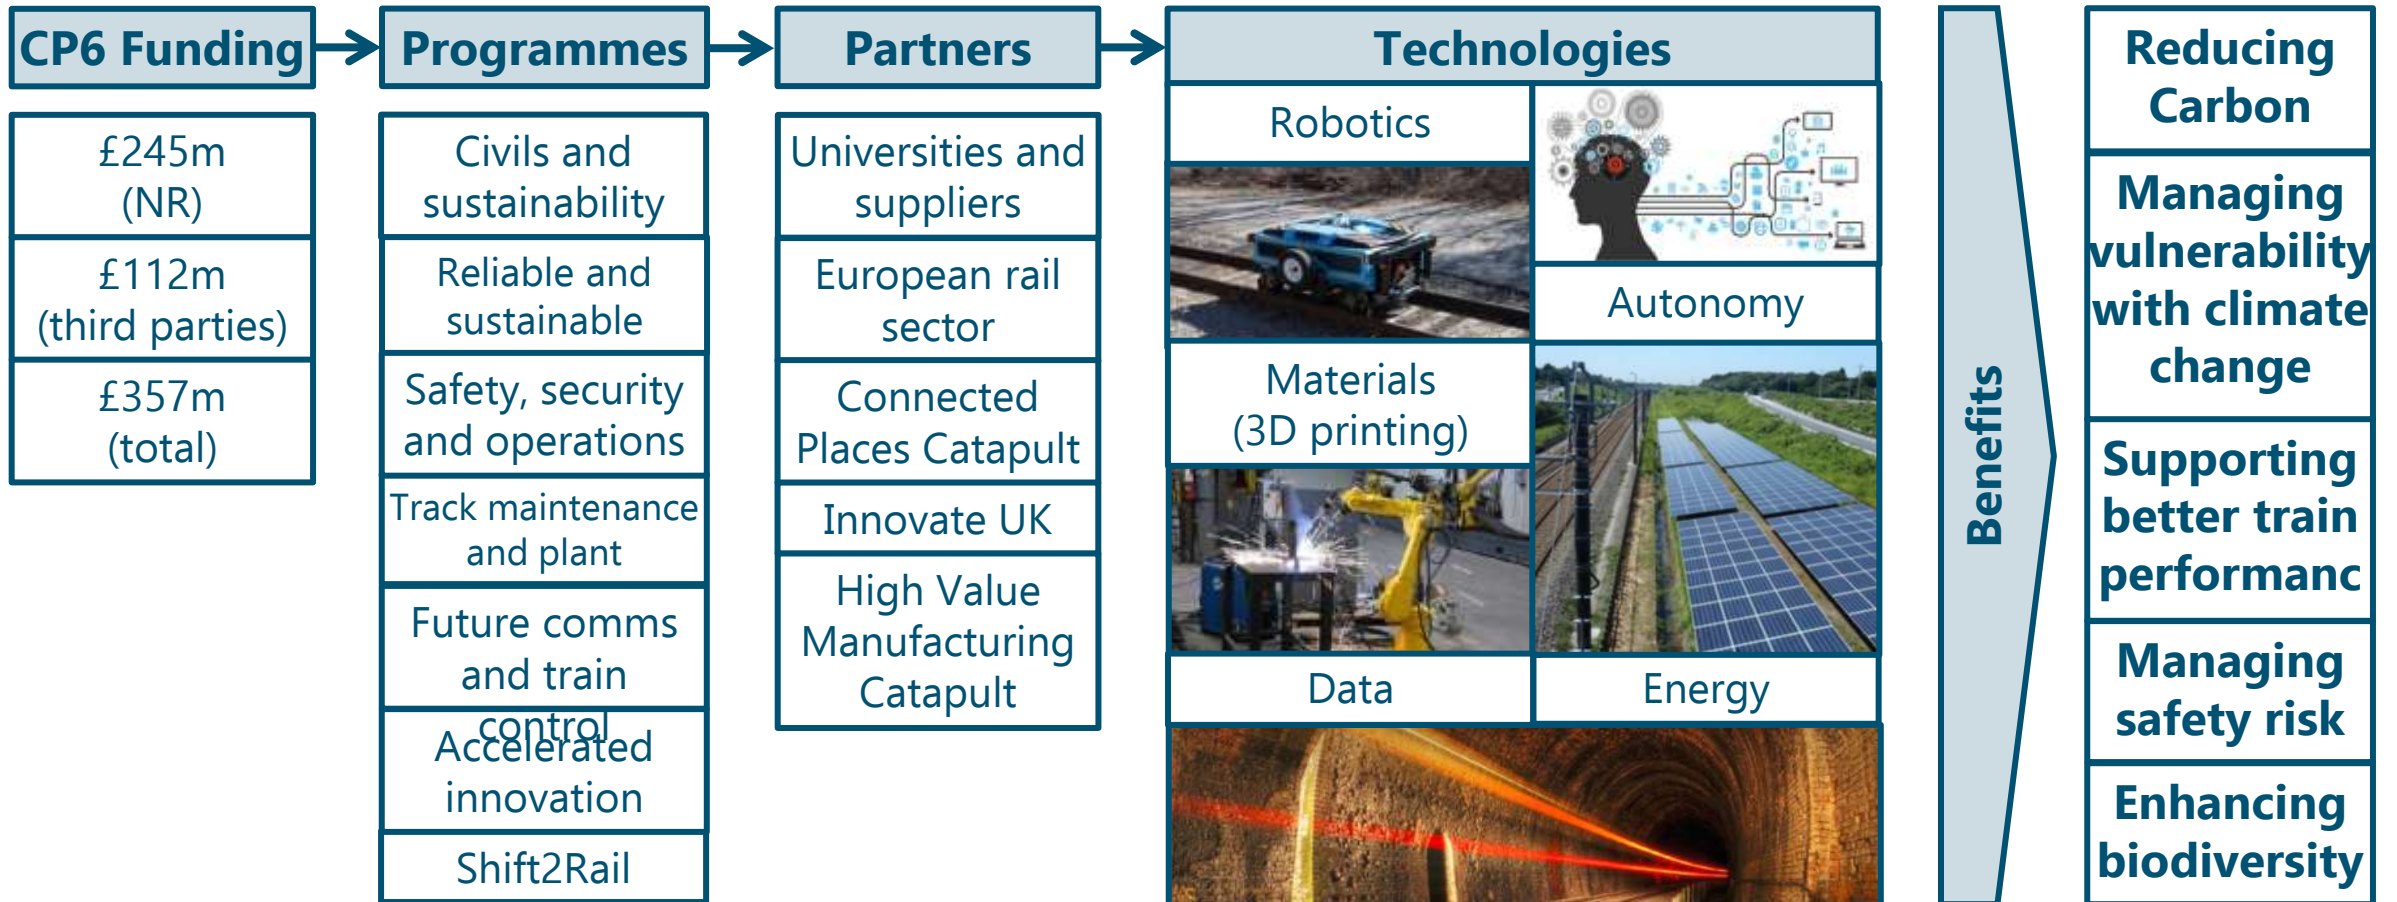 CP6 Funding
£245m
(NR)
£112m
(third parties)
£357m
(total)
Programmes
Civils and
sustainability
Reliable and
sustainable
Safety, security
and operations
Track maintenance
and plant
Future comms
and train
control
Accelerated
innovation
Shift2Rail
Partners
Universities and
suppliers
European rail
sector
Connected
Places Catapult
Innovate UK
High Value
Manufacturing
Catapult
Technologies
Robotics
Autonomy
Materials
(3D printing)
Data
Energy
Benefits
Reducing
Carbon
Managing
vulnerability
with climate
change
Supporting
better train
performanc
Managing
safety risk
Enhancing
biodiversity